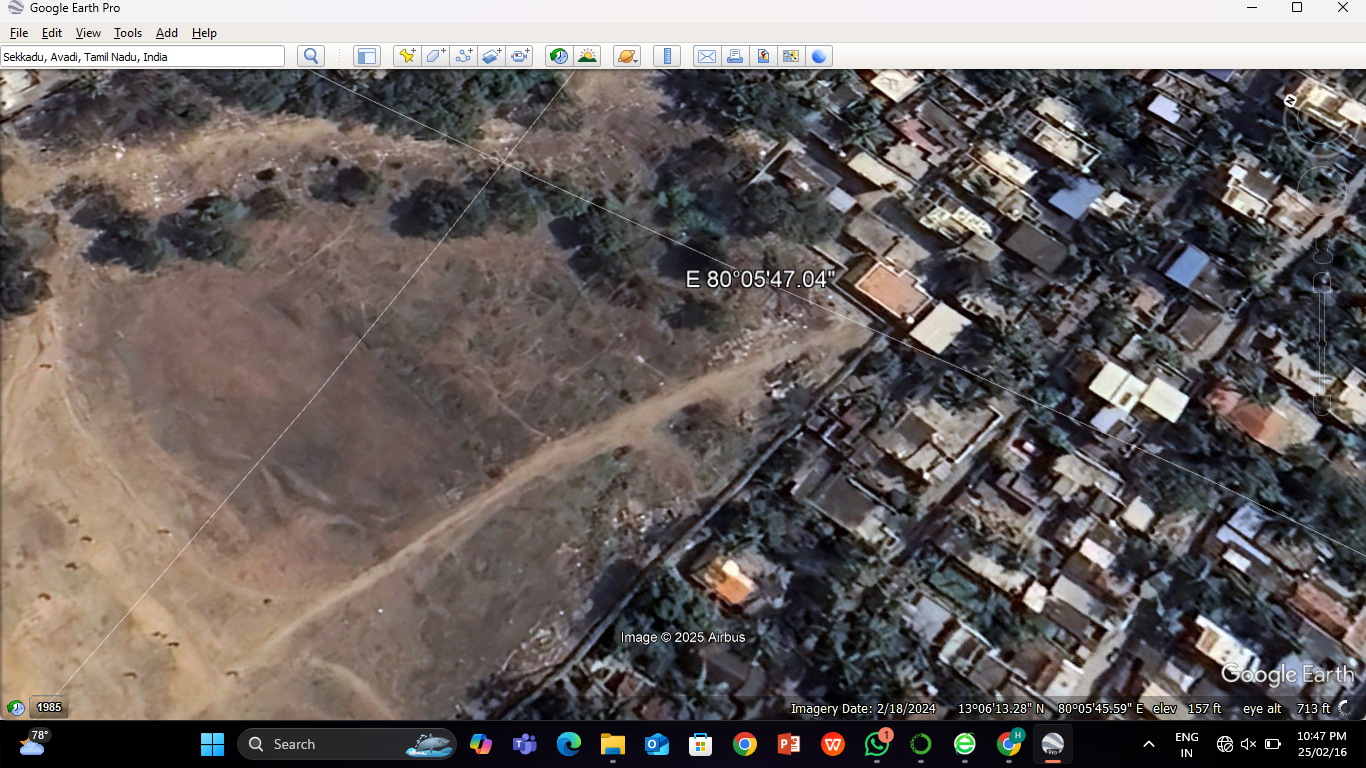 Google Earth Pro
File Edit View Tools Add Help
Sekkadu, Avadi, Tamil Nadu, India
E 80°05'47.04"
Image © 2025 Airbus
Google Earth
1985
Imagery Date: 2/18/2024 13°06'13.28" N 80°05'45.59" E elev 157 ft eye alt 713 ft
78°
Search
1
H
Pro
ENG
IN
10:47 PM
25/02/16